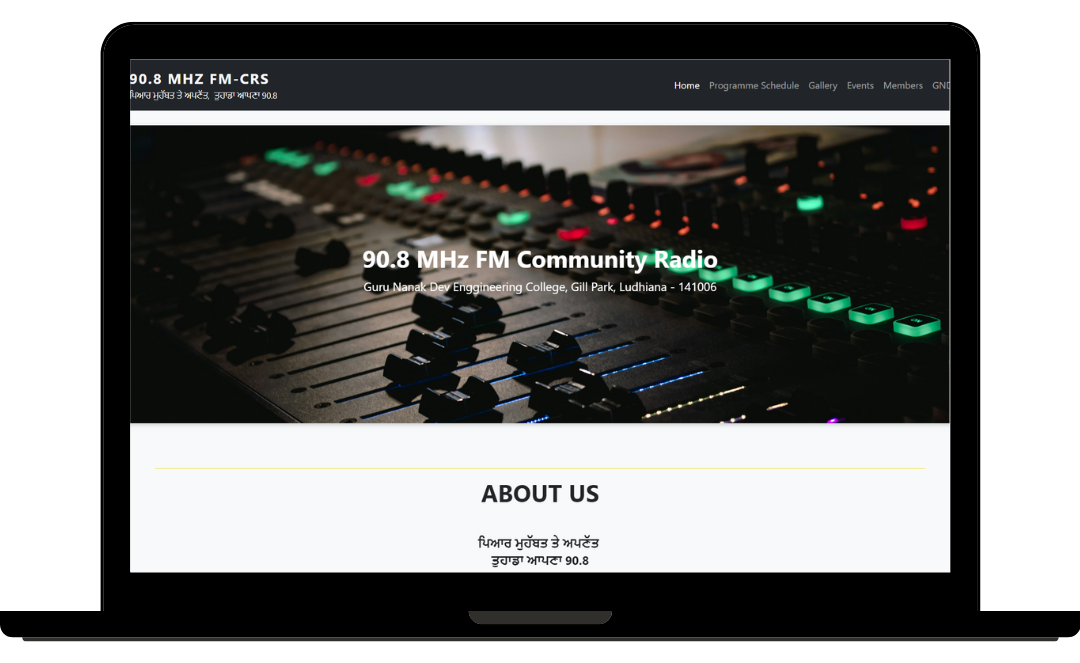 90.8 MHZ FM-CRS
ਪਿਆਰ ਮੁਹੱਬਤ ਤੇ ਅਪਣੱਤ, ਤੁਹਾਡਾ ਆਪਣਾ 90.8
Home Programme Schedule Gallery Events Members GND
90.8 MHz FM Community Radio
Guru Nanak Dev Enggineering College, Gill Park, Ludhiana - 141006
ABOUT US
ਪਿਆਰ ਮੁਹੱਬਤ ਤੇ ਅਪਣੱਤ
ਤੁਹਾਡਾ ਆਪਣਾ 90.8